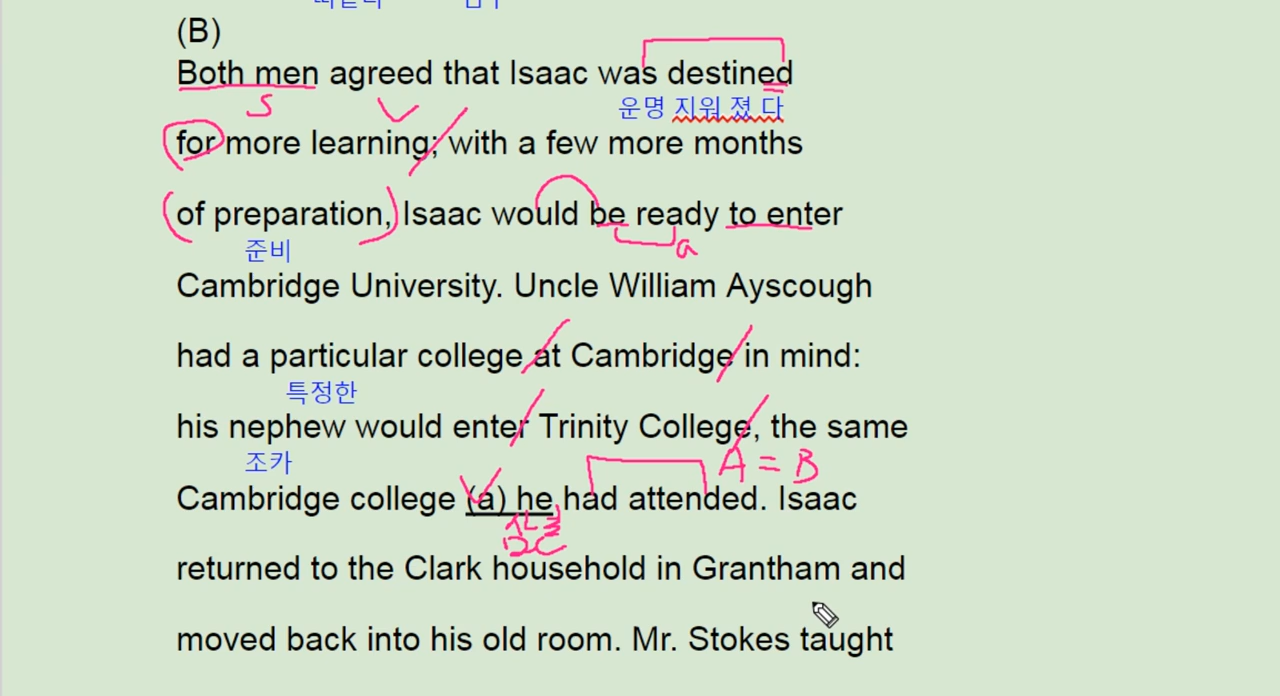 (B)
Both men agreed that Isaac was destined
S
운명 지워 졌 다
for more learning; with a few more months
of preparation, Isaac would be ready to enter
준비
a
Cambridge University. Uncle William Ayscough
had a particular college at Cambridge in mind:
특정한
his nephew would enter Trinity College, the same
조카
A = B
Cambridge college (a) he had attended. Isaac
returned to the Clark household in Grantham and
moved back into his old room. Mr. Stokes taught